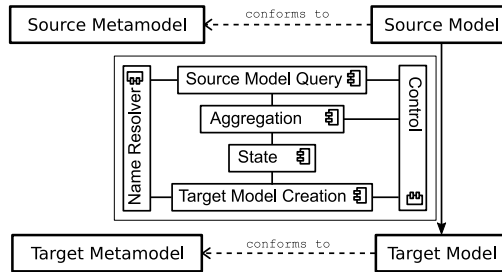 Source Metamodel
conforms to
Source Model
Name Resolver
Source Model Query
Control
Aggregation
State
Target Model Creation
Target Metamodel
conforms to
Target Model